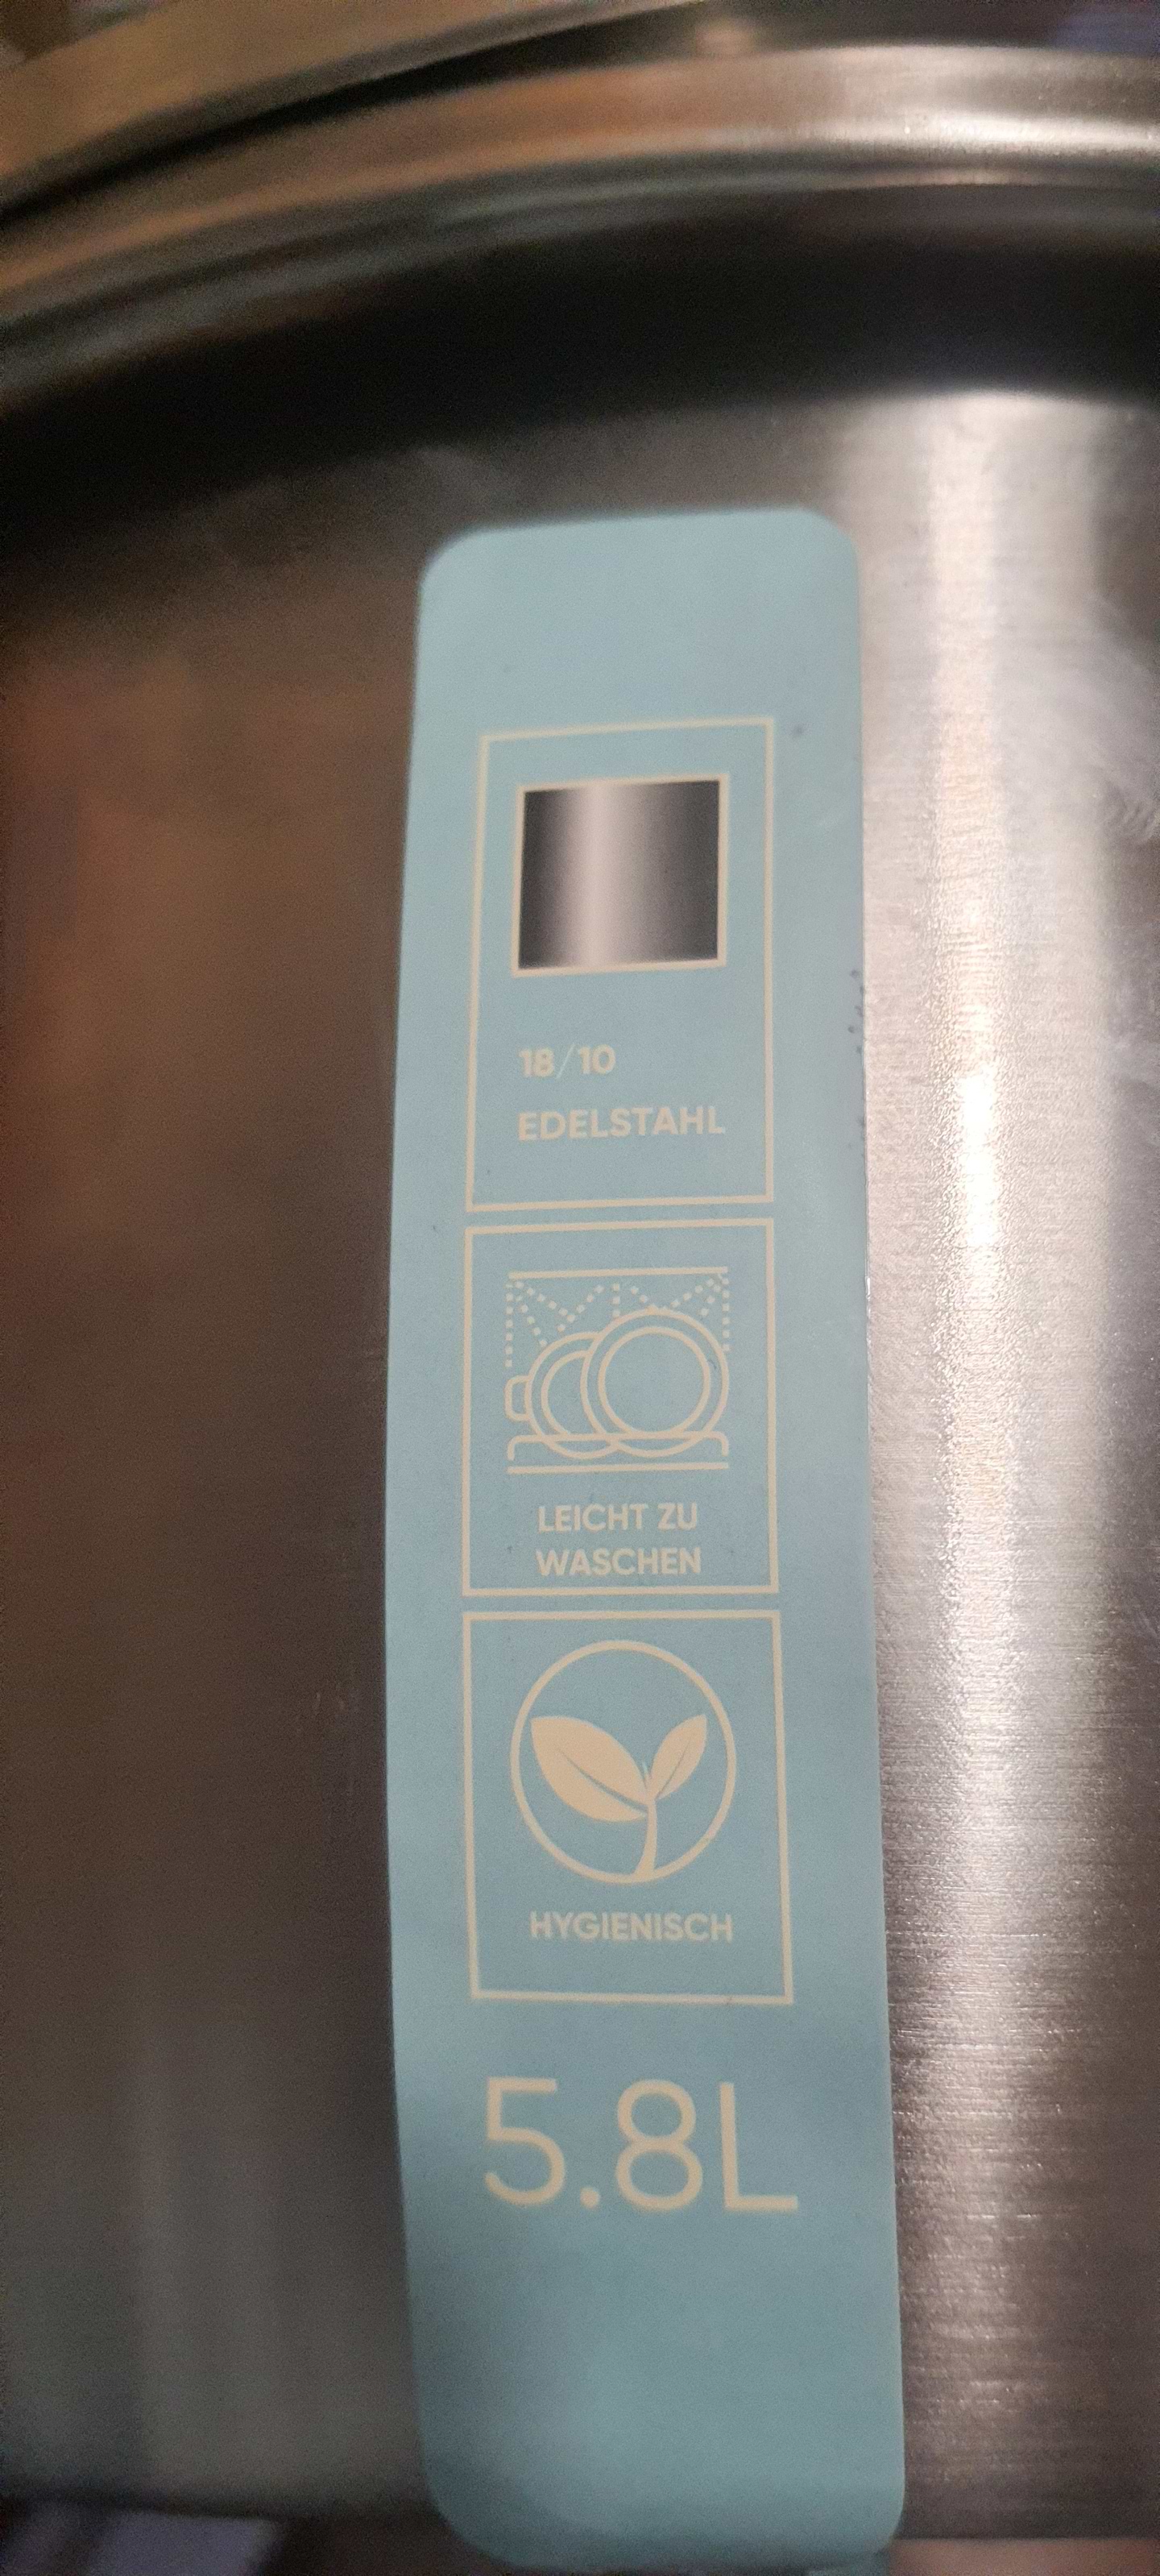 18/10
EDELSTAHL
LEICHT ZU
WASCHEN
HYGIENISCH
5.8L